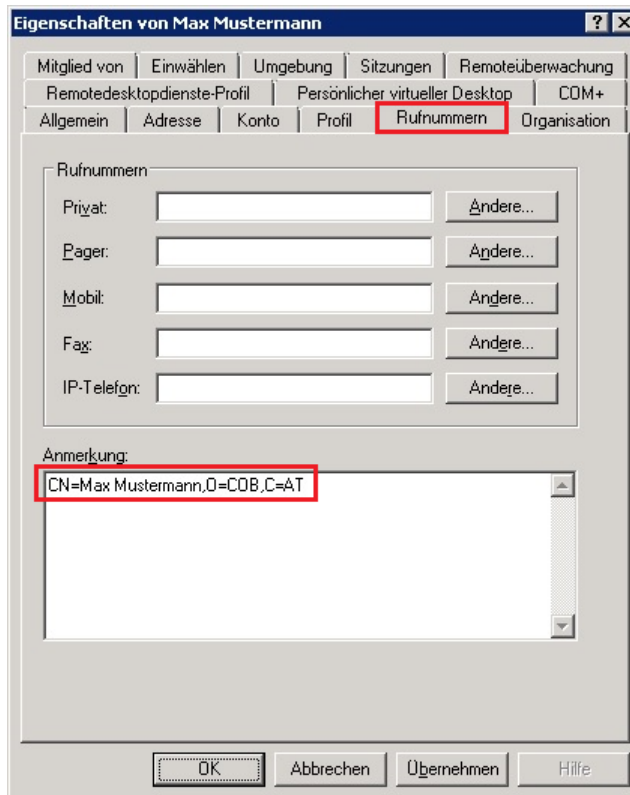 Eigenschaften von Max Mustermann
Mitglied von Einwählen Umgebung Sitzungen Remoteüberwachung
Remotedesktopdienste-Profil Persönlicher virtueller Desktop COM+
Allgemein Adresse Konto Profil Rufnummern Organisation
Rufnummern
Privat: Andere...
Pager: Andere...
Mobil: Andere...
Fax: Andere...
IP-Telefon: Andere...
Anmerkung:
CN=Max Mustermann,O=COB,C=AT
OK Abbrechen Übernehmen Hilfe